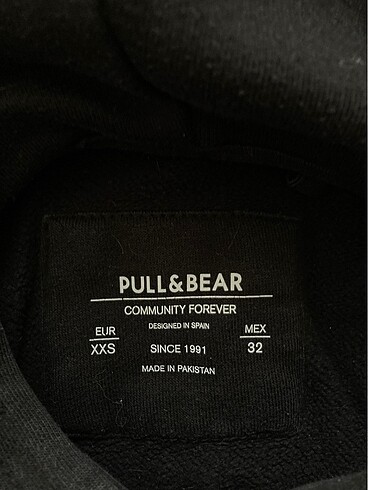 PULL&BEAR
COMMUNITY FOREVER
EUR DESIGNED IN SPAIN MEX
XXS SINCE 1991 32
MADE IN PAKISTAN